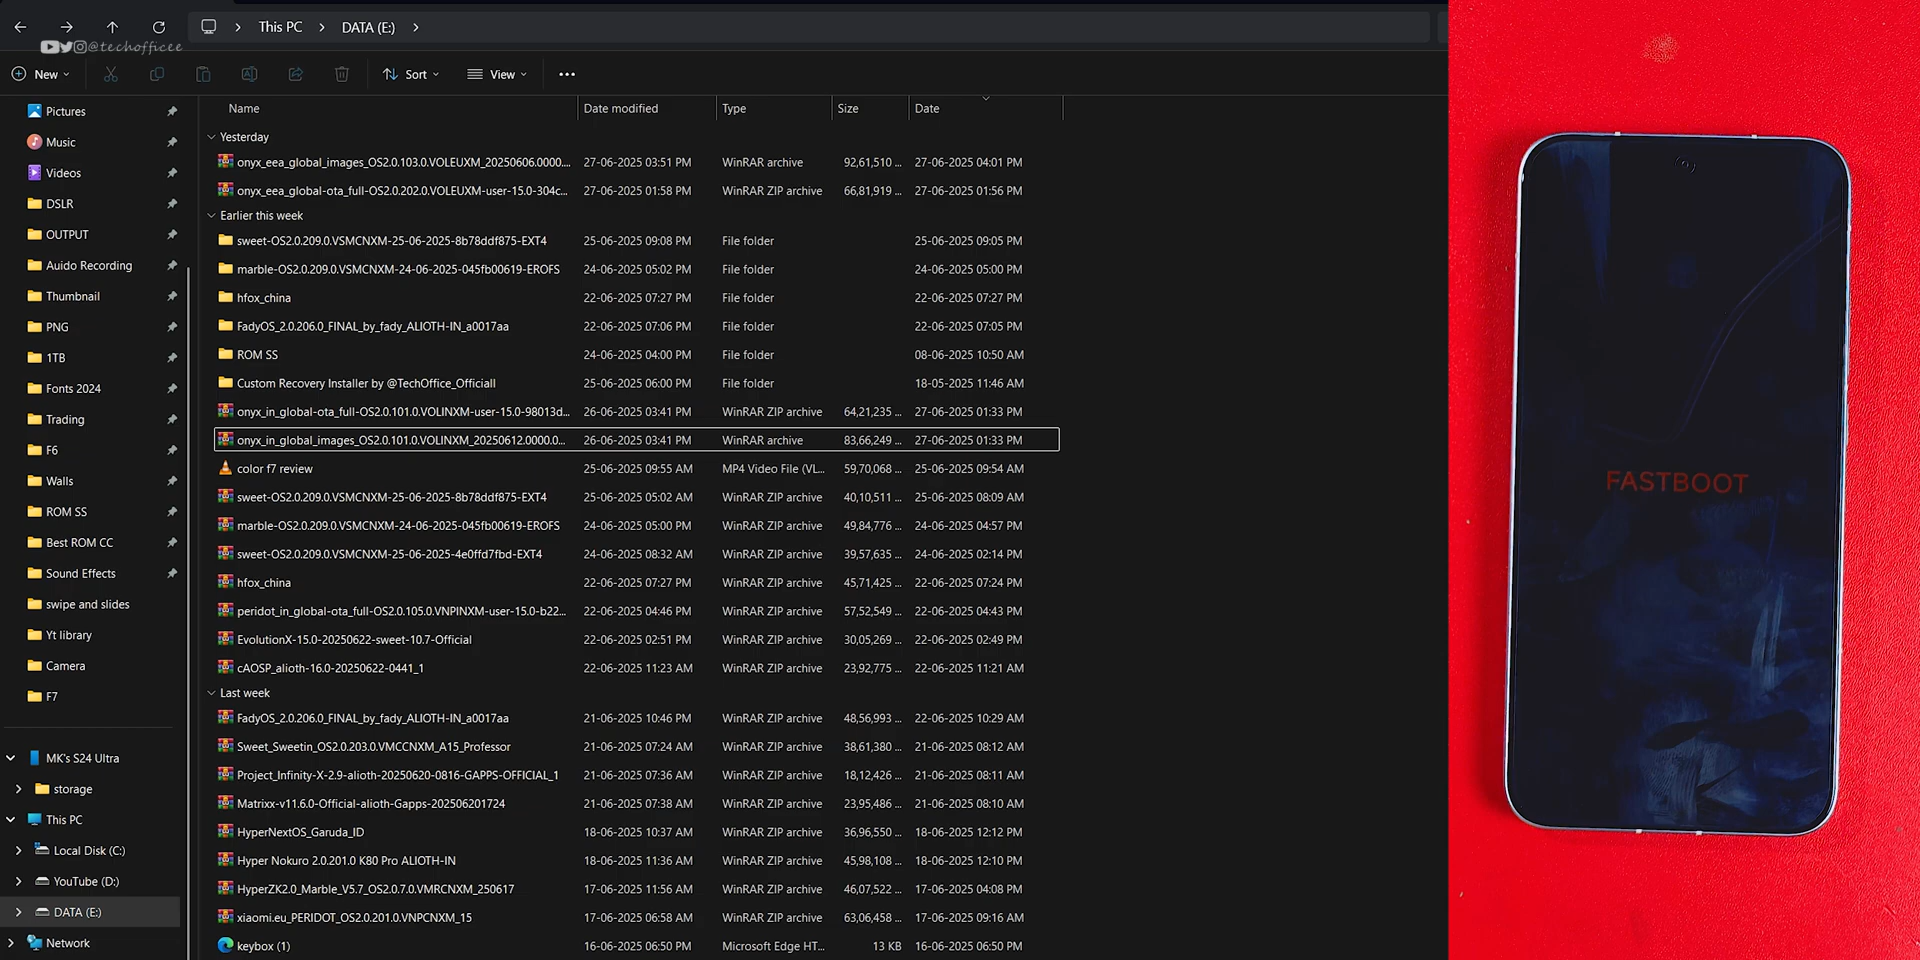 This PC
DATA (E:)
@techofficee
New
Sort
View
Name Date modified Type Size Date
Pictures
Music
Videos
DSLR
OUTPUT
Auido Recording
Thumbnail
PNG
1TB
Fonts 2024
Trading
F6
Walls
ROM SS
Best ROM CC
Sound Effects
swipe and slides
Yt library
Camera
F7
MK's S24 Ultra
storage
This PC
Local Disk (C:)
YouTube (D:)
DATA (E:)
Network
Yesterday
onyx_eea_global_images_OS2.0.103.0.VOLEUXM_20250606.0000.... 27-06-2025 03:51 PM WinRAR archive 92,61,510 ... 27-06-2025 04:01 PM
onyx_eea_global-ota_full-OS2.0.202.0.VOLEUXM-user-15.0-304c... 27-06-2025 01:58 PM WinRAR ZIP archive 66,81,919 ... 27-06-2025 01:56 PM
Earlier this week
sweet-OS2.0.209.0.VSMCNXM-25-06-2025-8b78ddf875-EXT4 25-06-2025 09:08 PM File folder 25-06-2025 09:05 PM
marble-OS2.0.209.0.VSMCNXM-24-06-2025-045fb00619-EROFS 24-06-2025 05:02 PM File folder 24-06-2025 05:00 PM
hfox_china 22-06-2025 07:27 PM File folder 22-06-2025 07:27 PM
FadyOS_2.0.206.0_FINAL_by_fady_ALIOTH-IN_a0017aa 22-06-2025 07:06 PM File folder 22-06-2025 07:05 PM
ROM SS 24-06-2025 04:00 PM File folder 08-06-2025 10:50 AM
Custom Recovery Installer by @TechOffice_Officiall 25-06-2025 06:00 PM File folder 18-05-2025 11:46 AM
onyx_in_global-ota_full-OS2.0.101.0.VOLINXM-user-15.0-98013d... 26-06-2025 03:41 PM WinRAR ZIP archive 64,21,235 ... 27-06-2025 01:33 PM
onyx_in_global_images_OS2.0.101.0.VOLINXM_20250612.0000.0... 26-06-2025 03:41 PM WinRAR archive 83,66,249 ... 27-06-2025 01:33 PM
color f7 review 25-06-2025 09:55 AM MP4 Video File (VL... 59,70,068 ... 25-06-2025 09:54 AM
sweet-OS2.0.209.0.VSMCNXM-25-06-2025-8b78ddf875-EXT4 25-06-2025 05:02 AM WinRAR ZIP archive 40,10,511 ... 25-06-2025 08:09 AM
marble-OS2.0.209.0.VSMCNXM-24-06-2025-045fb00619-EROFS 24-06-2025 05:00 PM WinRAR ZIP archive 49,84,776 ... 24-06-2025 04:57 PM
sweet-OS2.0.209.0.VSMCNXM-25-06-2025-4e0ffd7fbd-EXT4 24-06-2025 08:32 AM WinRAR ZIP archive 39,57,635 ... 24-06-2025 02:14 PM
hfox_china 22-06-2025 07:27 PM WinRAR ZIP archive 45,71,425 ... 22-06-2025 07:24 PM
peridot_in_global-ota_full-OS2.0.105.0.VNPINXM-user-15.0-b22... 22-06-2025 04:46 PM WinRAR ZIP archive 57,52,549 ... 22-06-2025 04:43 PM
EvolutionX-15.0-20250622-sweet-10.7-Official 22-06-2025 02:51 PM WinRAR ZIP archive 30,05,269 ... 22-06-2025 02:49 PM
cAOSP_alioth-16.0-20250622-0441_1 22-06-2025 11:23 AM WinRAR ZIP archive 23,92,775 ... 22-06-2025 11:21 AM
Last week
FadyOS_2.0.206.0_FINAL_by_fady_ALIOTH-IN_a0017aa 21-06-2025 10:46 PM WinRAR ZIP archive 48,56,993 ... 22-06-2025 10:29 AM
Sweet_Sweetin_OS2.0.203.0.VMCCNXM_A15_Professor 21-06-2025 07:24 AM WinRAR ZIP archive 38,61,380 ... 21-06-2025 08:12 AM
Project_Infinity-X-2.9-alioth-20250620-0816-GAPPS-OFFICIAL_1 21-06-2025 07:36 AM WinRAR ZIP archive 18,12,426 ... 21-06-2025 08:11 AM
Matrixx-v11.6.0-Official-alioth-Gapps-202506201724 21-06-2025 07:38 AM WinRAR ZIP archive 23,95,486 ... 21-06-2025 08:10 AM
HyperNextOS_Garuda_ID 18-06-2025 10:37 AM WinRAR ZIP archive 36,96,550 ... 18-06-2025 12:12 PM
Hyper Nokuro 2.0.201.0 K80 Pro ALIOTH-IN 18-06-2025 11:36 AM WinRAR ZIP archive 45,98,108 ... 18-06-2025 12:10 PM
HyperZK2.0_Marble_V5.7_OS2.0.7.0.VMRCNXM_250617 17-06-2025 11:56 AM WinRAR ZIP archive 46,07,522 ... 17-06-2025 04:08 PM
xiaomi.eu_PERIDOT_OS2.0.201.0.VNPCNXM_15 17-06-2025 06:58 AM WinRAR ZIP archive 63,06,458 ... 17-06-2025 09:16 AM
keybox (1) 16-06-2025 06:50 PM Microsoft Edge HT... 13 KB 16-06-2025 06:50 PM
FASTBOOT